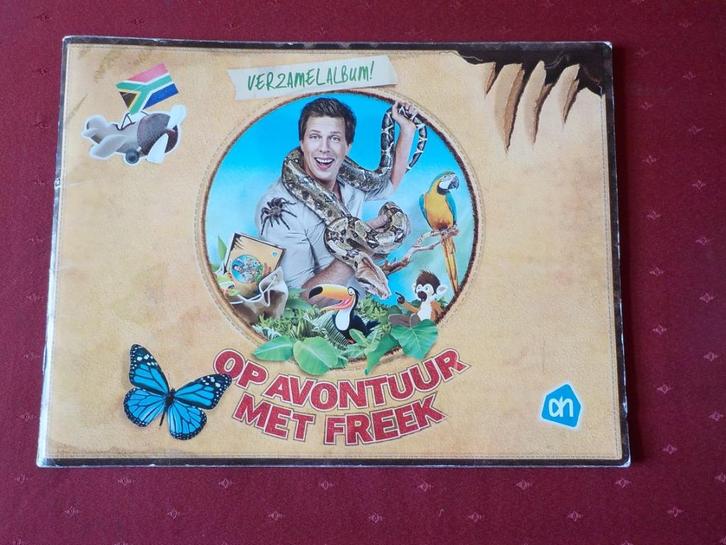 VERZAMELALBUM!
OP AVONTUUR
MET FREEK
ah